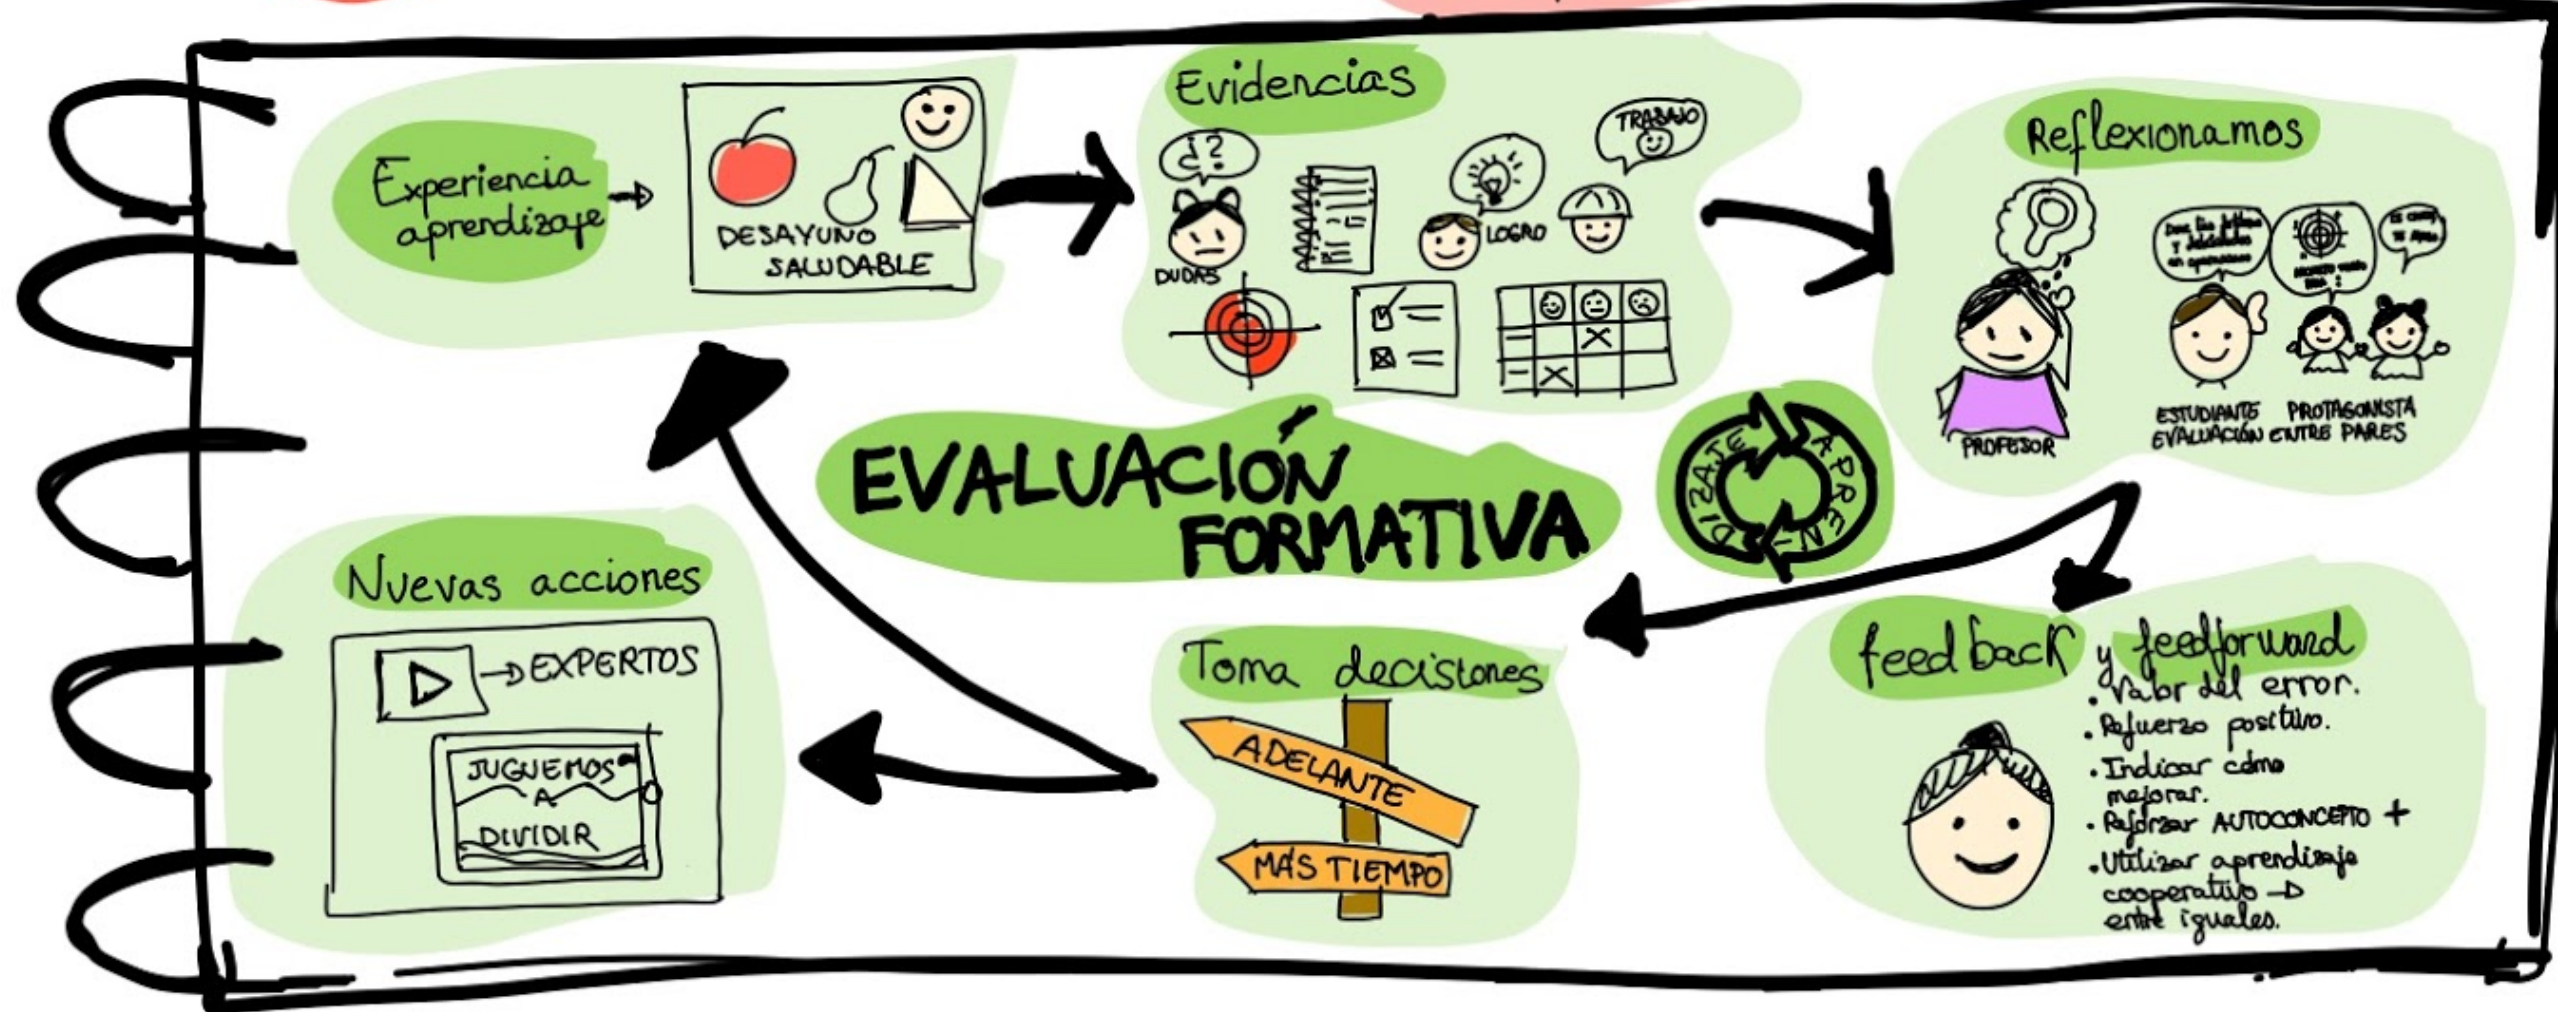 Experiencia
aprendizaje
DESAYUNO
SALUDABLE
Evidencias
¿?
DUDAS
LOGRO
TRABAJO
Reflexionamos
PROFESOR
ESTUDIANTE PROTAGONISTA
EVALUACIÓN ENTRE PARES
EVALUACIÓN
FORMATIVA
APRENDIZAJE
Nuevas acciones
EXPERTOS
JUGUEMOS
A
DIVIDIR
Toma decisiones
ADELANTE
MÁS TIEMPO
feedback y feedforward
• Valor del error.
• Refuerzo positivo.
• Indicar cómo
mejorar.
• Reforzar AUTOCONCEPTO +
• Utilizar aprendizaje
cooperativo →
entre iguales.